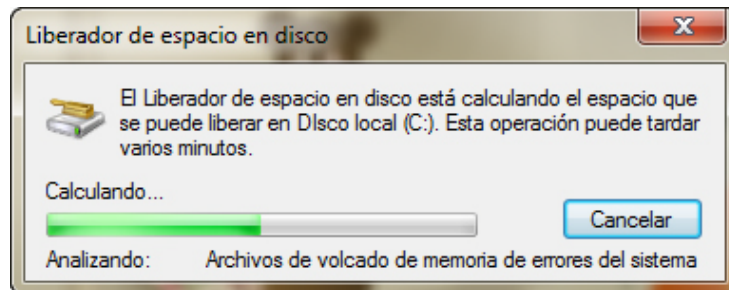 Liberador de espacio en disco
El Liberador de espacio en disco está calculando el espacio que
se puede liberar en DIsco local (C:). Esta operación puede tardar
varios minutos.
Calculando...
Cancelar
Analizando: Archivos de volcado de memoria de errores del sistema